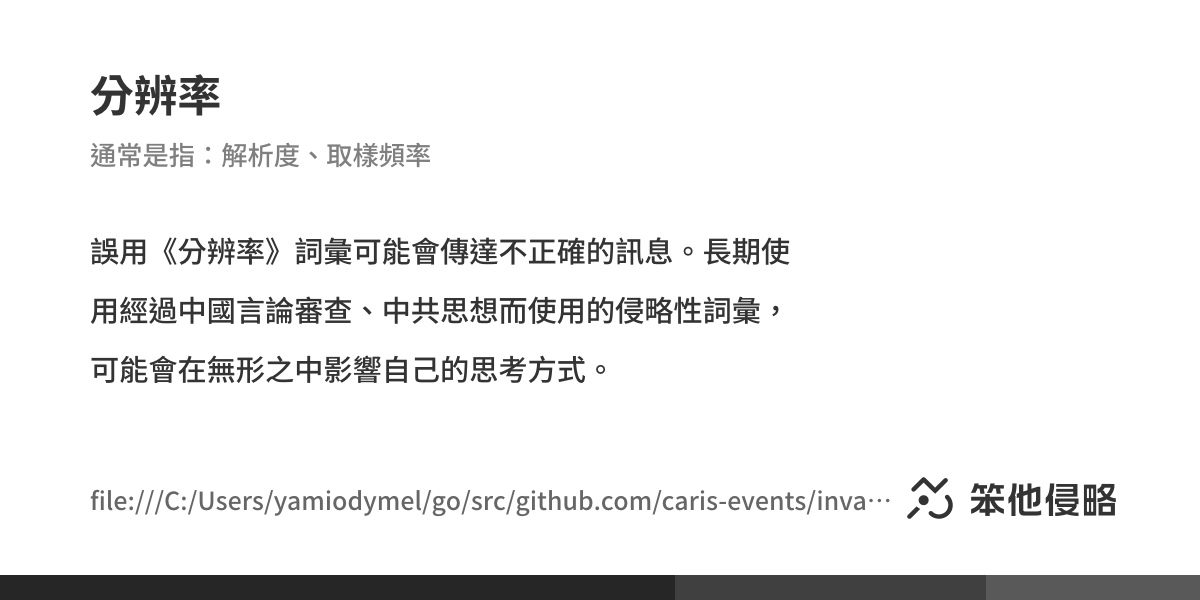 分辨率
通常是指：解析度、取樣頻率
誤用《分辨率》詞彙可能會傳達不正確的訊息。長期使
用經過中國言論審查、中共思想而使用的侵略性詞彙，
可能會在無形之中影響自己的思考方式。
file:///C:/Users/yamiodymel/go/src/github.com/caris-events/inva…
笨他侵略